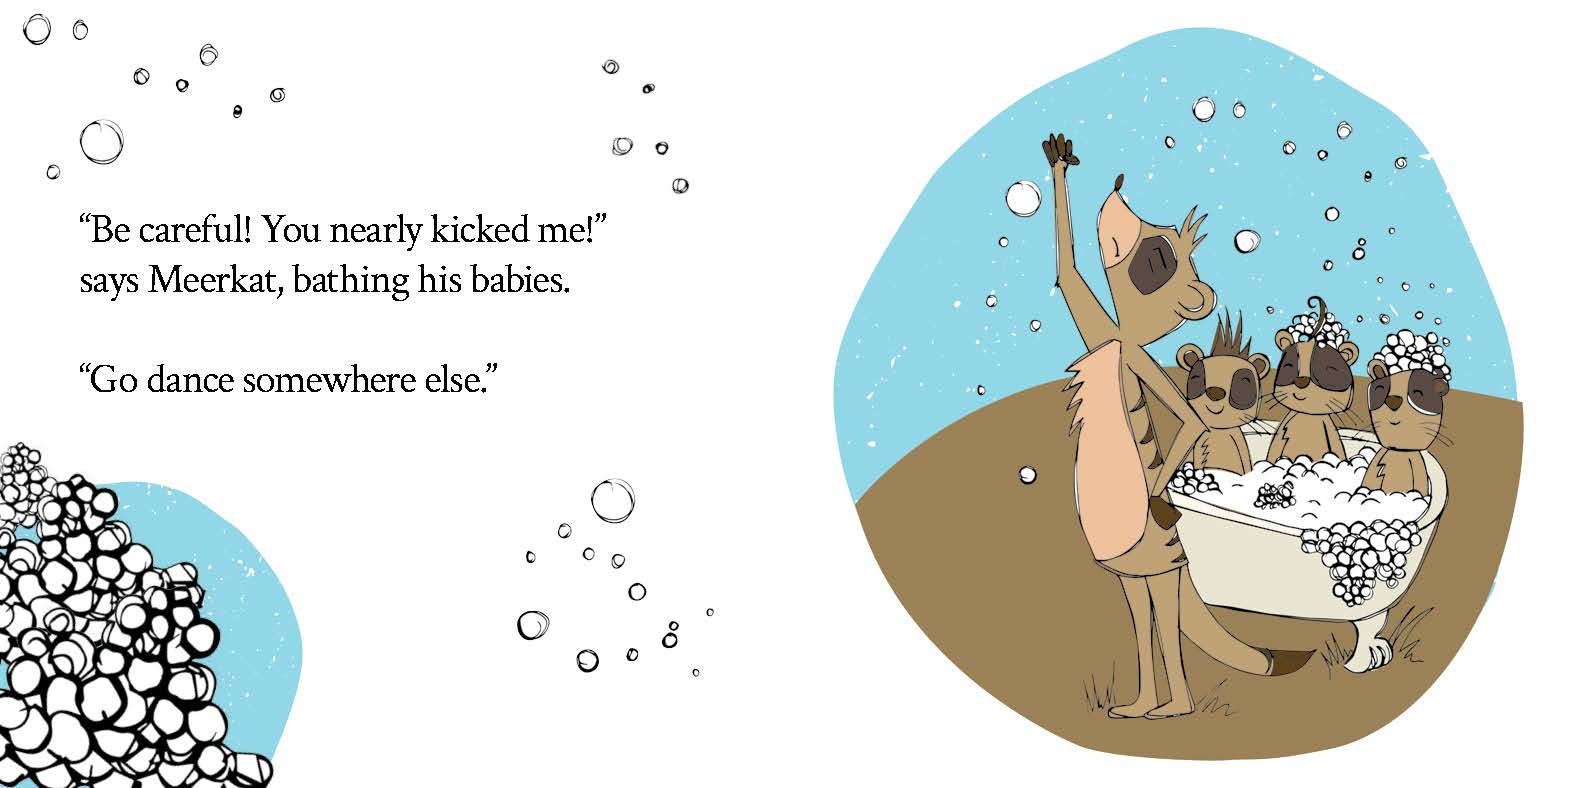 “Be careful! You nearly kicked me!”
says Meerkat, bathing his babies.
“Go dance somewhere else.”